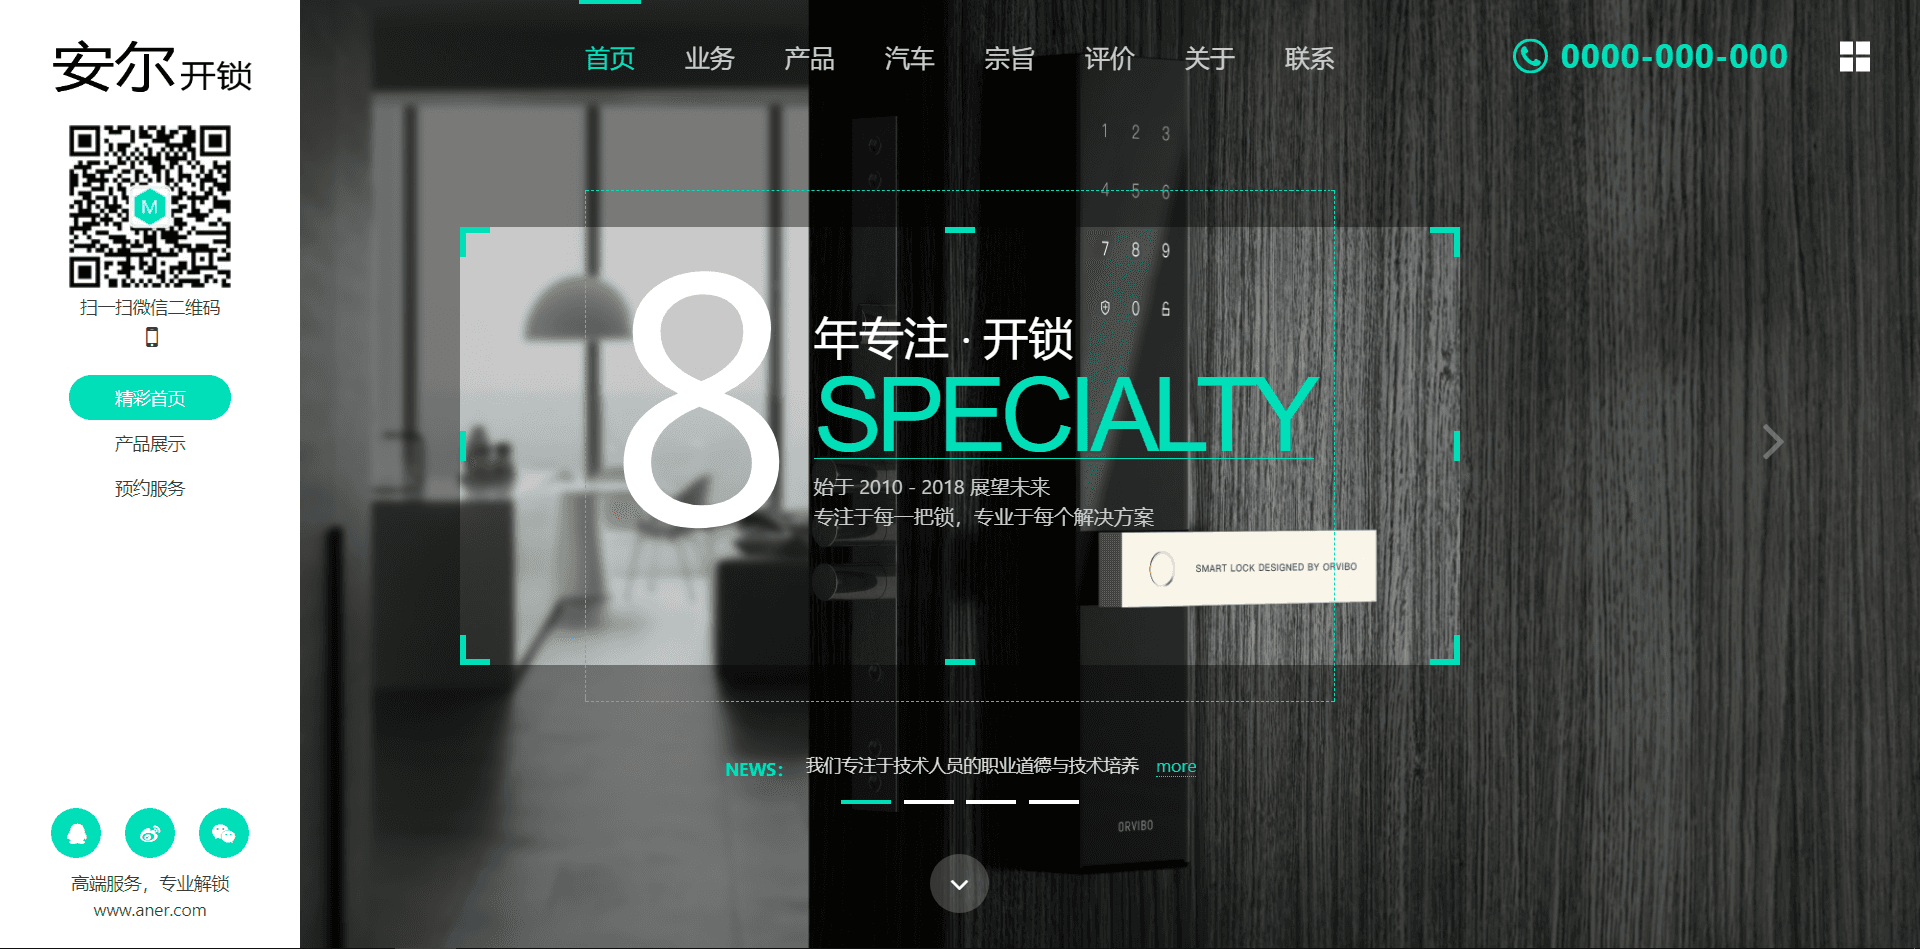 安尔开锁
M
扫一扫微信二维码
精彩首页
产品展示
预约服务
高端服务，专业解锁
www.aner.com
首页 业务 产品 汽车 宗旨 评价 关于 联系
0000-000-000
1 2 3
4 5 6
7 8 9
0
8
年专注 · 开锁
SPECIALTY
始于 2010 - 2018 展望未来
专注于每一把锁，专业于每个解决方案
SMART LOCK DESIGNED BY ORVIBO
NEWS: 我们专注于技术人员的职业道德与技术培养 more
ORVIBO